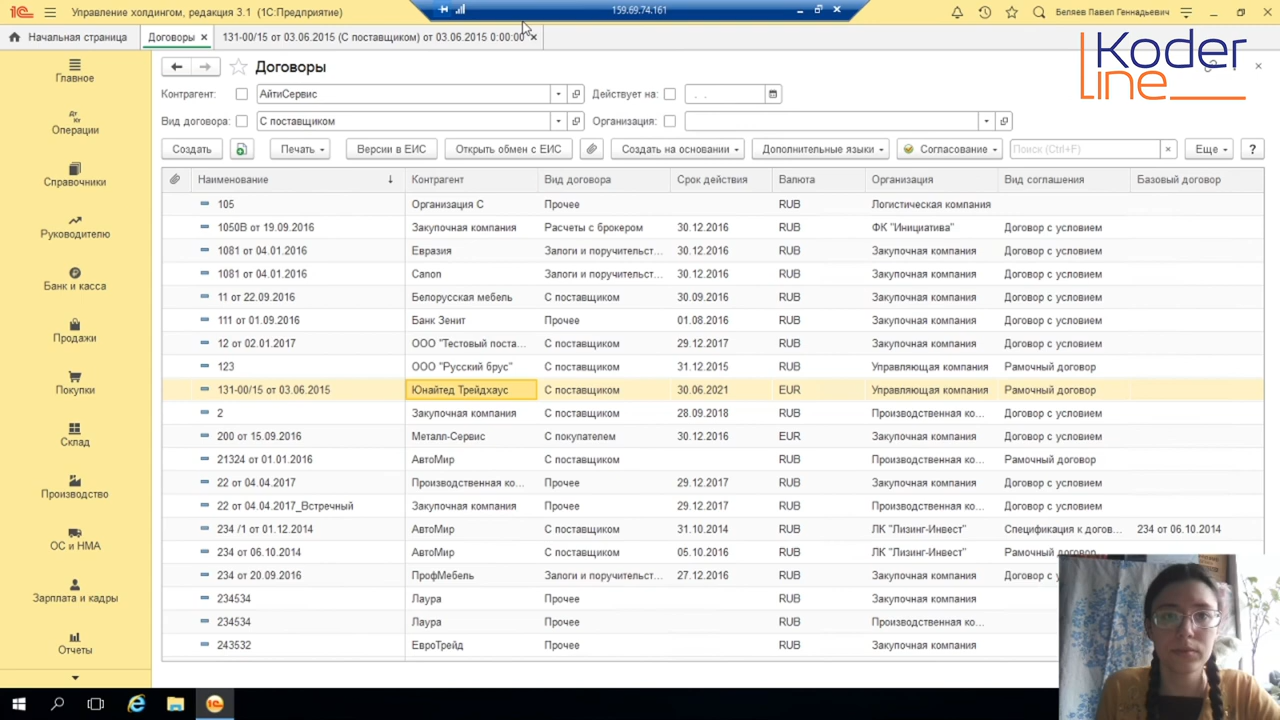 1С Управление холдингом, редакция 3.1 (1С:Предприятие)
159.69.74.161
Беляев Павел Геннадьевич
Начальная страница
Договоры ×
131-00/15 от 03.06.2015 (С поставщиком) от 03.06.2015 0:00:00 ×
Koder
Line
Главное
Операции
Справочники
Руководителю
Банк и касса
Продажи
Покупки
Склад
Производство
ОС и НМА
Зарплата и кадры
Отчеты
Договоры
Контрагент: АйтиСервис Действует на: . .
Вид договора: С поставщиком Организация:
Создать Печать Версии в ЕИС Открыть обмен с ЕИС Создать на основании Дополнительные языки Согласование Поиск (Ctrl+F) × Еще ?
Наименование ↓ Контрагент Вид договора Срок действия Валюта Организация Вид соглашения Базовый договор
105 Организация С Прочее RUB Логистическая компания
1050В от 19.09.2016 Закупочная компания Расчеты с брокером 30.12.2016 RUB ФК "Инициатива" Договор с условием
1081 от 04.01.2016 Евразия Залоги и поручительст... 30.12.2016 RUB Закупочная компания Договор с условием
1081 от 04.01.2016 Сапоп Залоги и поручительст... 30.12.2016 RUB Закупочная компания Договор с условием
11 от 22.09.2016 Белорусская мебель С поставщиком 30.09.2016 RUB Закупочная компания Договор с условием
111 от 01.09.2016 Банк Зенит Прочее 01.08.2016 RUB Закупочная компания Договор с условием
12 от 02.01.2017 ООО "Тестовый поста... С поставщиком 29.12.2017 RUB Закупочная компания Договор с условием
123 ООО "Русский брус" С поставщиком 31.12.2015 RUB Управляющая компания Рамочный договор
131-00/15 от 03.06.2015 Юнайтед Трейдхаус С поставщиком 30.06.2021 EUR Управляющая компания Рамочный договор
2 Закупочная компания С поставщиком 28.09.2018 RUB Производственная ко... Договор с условием
200 от 15.09.2016 Металл-Сервис С покупателем 30.12.2016 EUR Закупочная компания Договор с условием
21324 от 01.01.2016 АвтоМир С поставщиком RUB Производственная ко... Рамочный договор
22 от 04.04.2017 Производственная ко... Прочее 29.12.2017 RUB Закупочная компания Договор с условием
22 от 04.04.2017_Встречный Закупочная компания Прочее 29.12.2017 RUB Производственная ко... Договор с условием
234 /1 от 01.12.2014 АвтоМир С поставщиком 31.10.2014 RUB ЛК "Лизинг-Инвест" Спецификация к догов... 234 от 06.10.2014
234 от 06.10.2014 АвтоМир С поставщиком 05.10.2016 RUB ЛК "Лизинг-Инвест" Рамочный договор
234 от 20.09.2016 ПрофМебель Залоги и поручительст... 27.12.2016 RUB Закупочная компания Договор с
234534 Лаура Прочее RUB Закупочная компания
234534 Лаура Прочее RUB Производственная ко...
243532 ЕвроТрейд Прочее RUB Закупочная компания